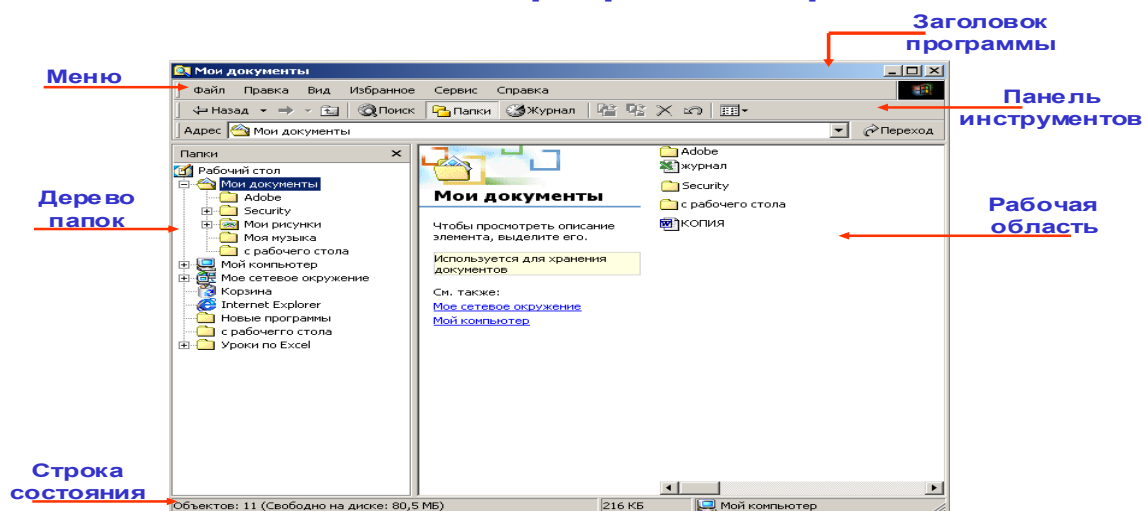 Заголовок
программы
Меню
Мои документы
Файл Правка Вид Избранное Сервис Справка
Назад Поиск Папки Журнал
Панель
инструментов
Адрес Мои документы Переход
Папки
Рабочий стол
Мои документы
Adobe
Security
Мои рисунки
Моя музыка
с рабочего стола
Мой компьютер
Мое сетевое окружение
Корзина
Internet Explorer
Новые программы
с рабочегго стола
Уроки по Excel
Дерево
папок
Мои документы
Чтобы просмотреть описание
элемента, выделите его.
Используется для хранения
документов
См. также:
Мое сетевое окружение
Мой компьютер
Adobe
журнал
Security
с рабочего стола
КОПИЯ
Рабочая
область
Строка
состояния
Объектов: 11 (Свободно на диске: 80,5 МБ) 216 КБ Мой компьютер